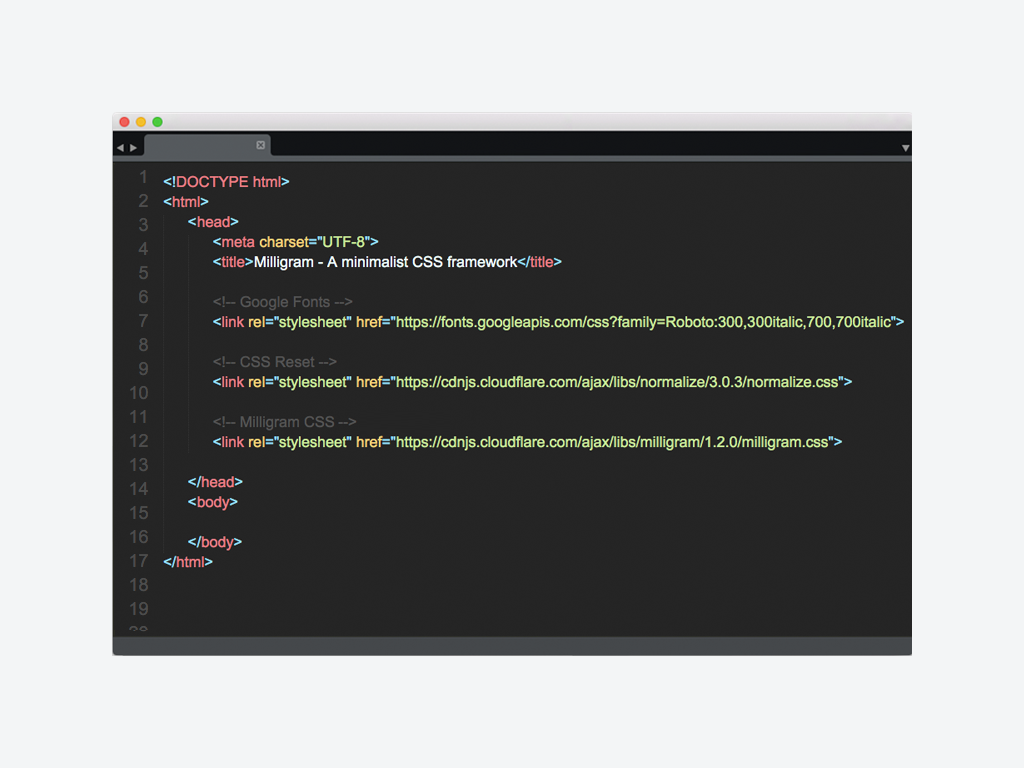 1
2
3
4
5
6
7
8
9
10
11
12
13
14
15
16
17
18
19
<!DOCTYPE html>
<html>
<head>
<meta charset="UTF-8">
<title>Milligram - A minimalist CSS framework</title>
<!-- Google Fonts -->
<link rel="stylesheet" href="https://fonts.googleapis.com/css?family=Roboto:300,300italic,700,700italic">
<!-- CSS Reset -->
<link rel="stylesheet" href="https://cdnjs.cloudflare.com/ajax/libs/normalize/3.0.3/normalize.css">
<!-- Milligram CSS -->
<link rel="stylesheet" href="https://cdnjs.cloudflare.com/ajax/libs/milligram/1.2.0/milligram.css">
</head>
<body>
</body>
</html>